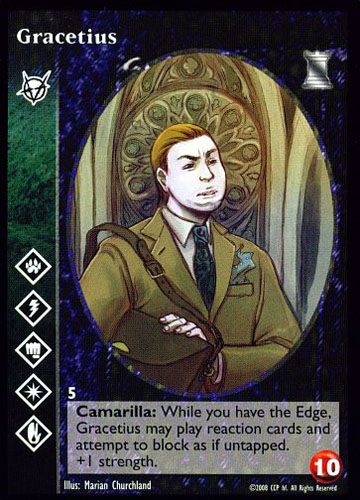 Gracetius
5
Camarilla: While you have the Edge,
Gracetius may play reaction cards and
attempt to block as if untapped.
+1 strength.
10
Illus: Marian Churchland
©2008 CCP hf. All Rights Reserved